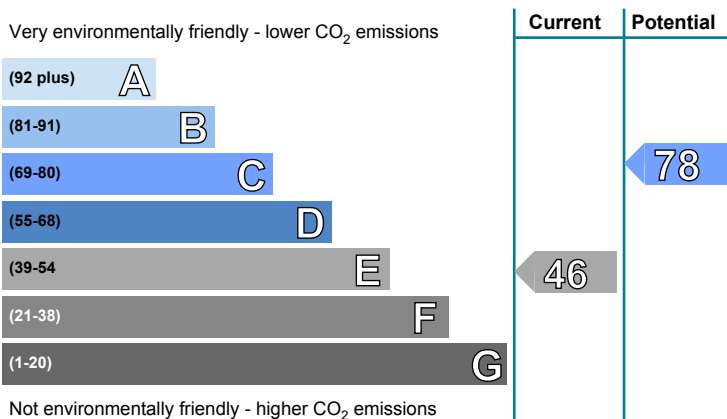 Current Potential
Very environmentally friendly - lower CO2 emissions
(92 plus) A
(81-91) B
(69-80) C 78
(55-68) D
(39-54 E 46
(21-38) F
(1-20) G
Not environmentally friendly - higher CO2 emissions